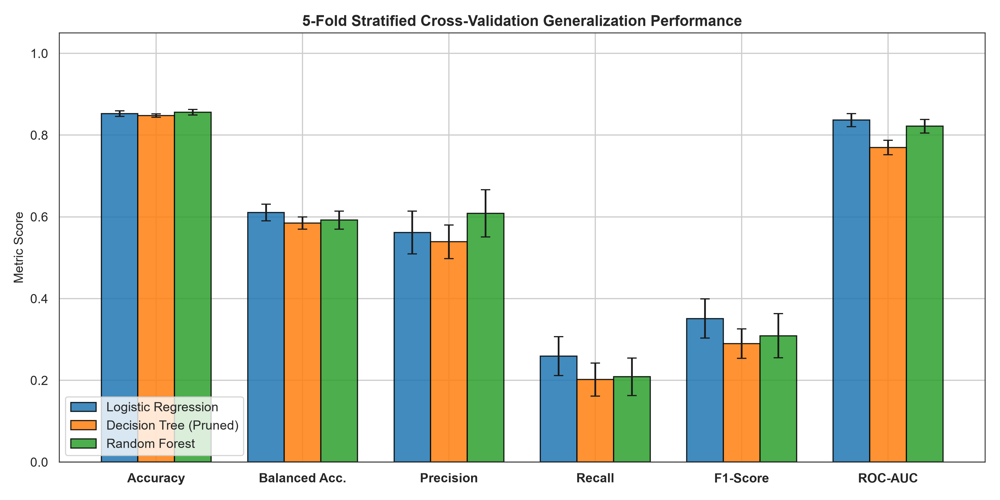 5-Fold Stratified Cross-Validation Generalization Performance
Metric Score
1.0
0.8
0.6
0.4
0.2
0.0
Logistic Regression
Decision Tree (Pruned)
Random Forest
Accuracy
Balanced Acc.
Precision
Recall
F1-Score
ROC-AUC